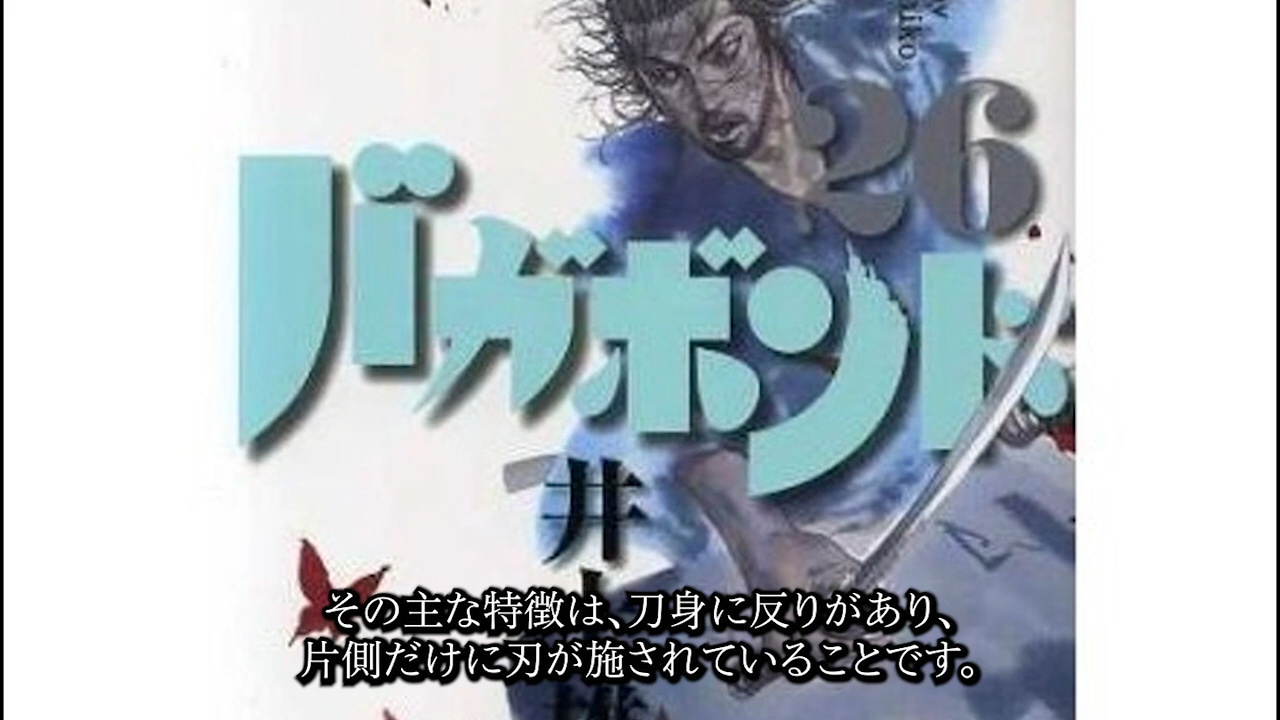 26
バガボンド
井
その主な特徴は、刀身に反りがあり、
片側だけに刃が施されていることです。